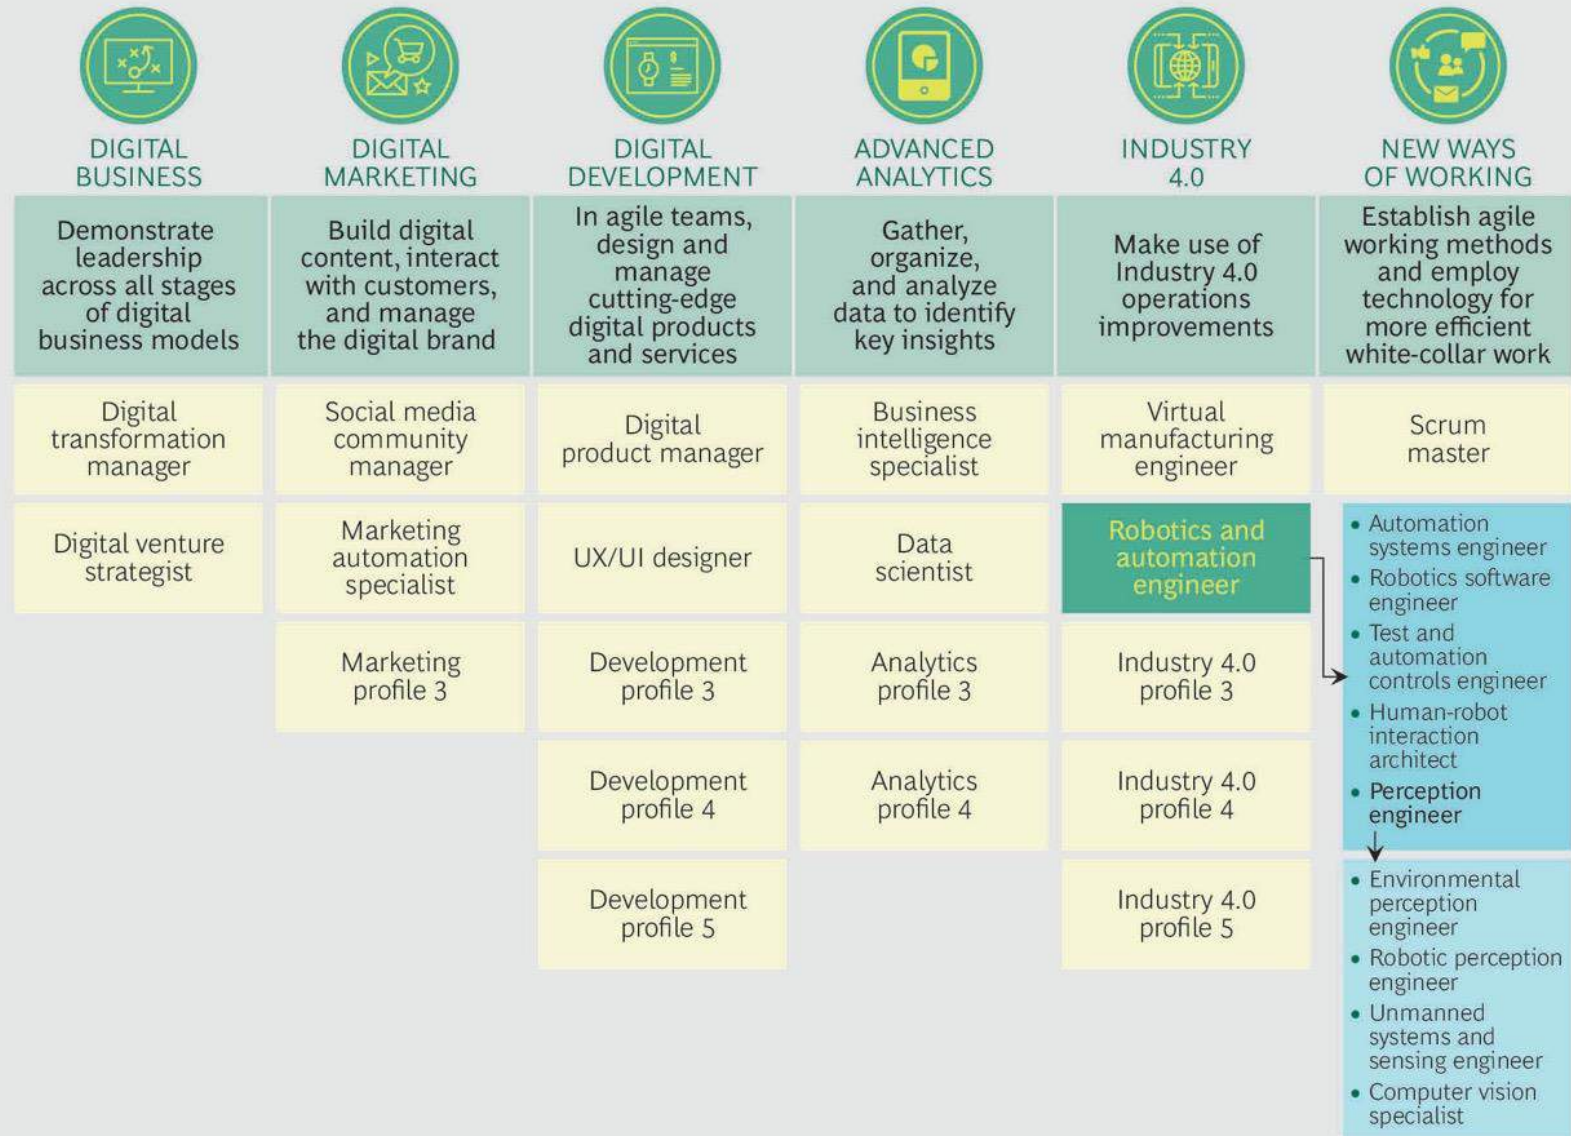 DIGITAL
BUSINESS
DIGITAL
MARKETING
DIGITAL
DEVELOPMENT
ADVANCED
ANALYTICS
INDUSTRY
4.0
NEW WAYS
OF WORKING
Demonstrate
leadership
across all stages
of digital
business models
Build digital
content, interact
with customers,
and manage
the digital brand
In agile teams,
design and
manage
cutting-edge
digital products
and services
Gather,
organize,
and analyze
data to identify
key insights
Make use of
Industry 4.0
operations
improvements
Establish agile
working methods
and employ
technology for
more efficient
white-collar work
Digital
transformation
manager
Social media
community
manager
Digital
product manager
Business
intelligence
specialist
Virtual
manufacturing
engineer
Scrum
master
Digital venture
strategist
Marketing
automation
specialist
UX/UI designer
Data
scientist
Robotics and
automation
engineer
• Automation
systems engineer
• Robotics software
engineer
• Test and
automation
controls engineer
• Human-robot
interaction
architect
• Perception
engineer
Marketing
profile 3
Development
profile 3
Analytics
profile 3
Industry 4.0
profile 3
Development
profile 4
Analytics
profile 4
Industry 4.0
profile 4
Development
profile 5
Industry 4.0
profile 5
• Environmental
perception
engineer
• Robotic perception
engineer
• Unmanned
systems and
sensing engineer
• Computer vision
specialist